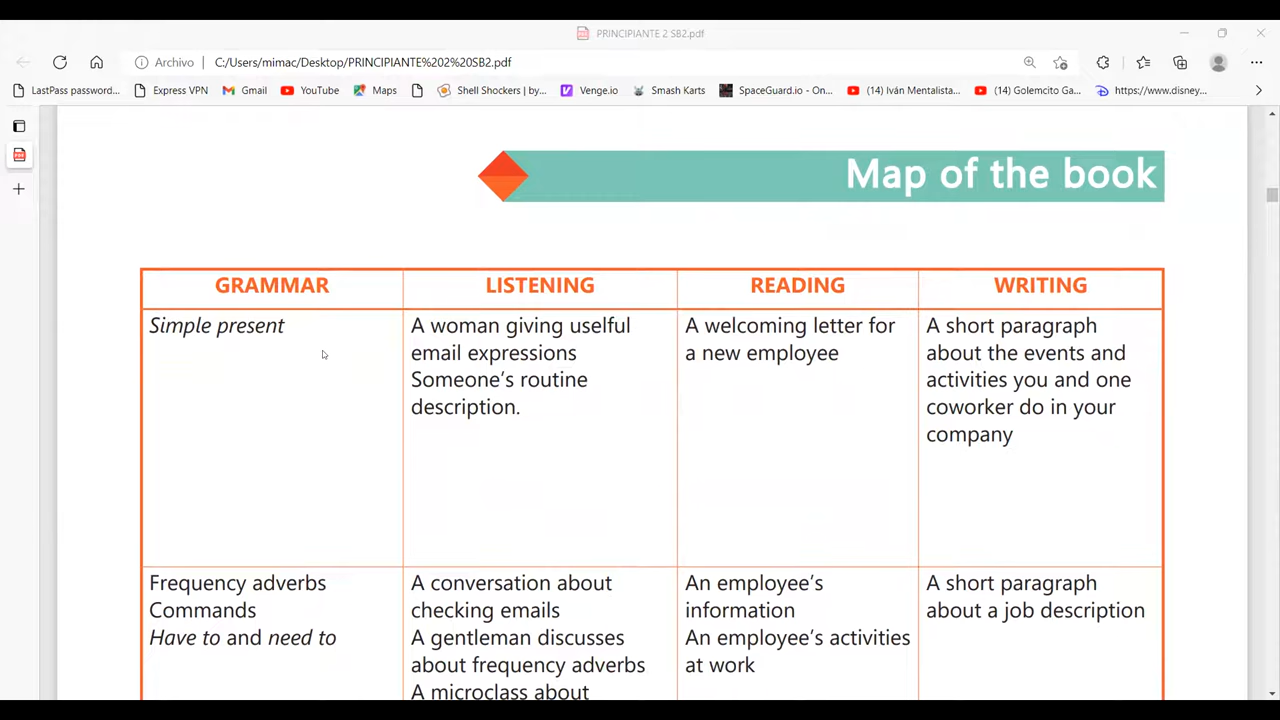 PRINCIPIANTE 2 SB2.pdf
Archivo C:/Users/mimac/Desktop/PRINCIPIANTE%202%20SB2.pdf
LastPass password... Express VPN Gmail YouTube Maps Shell Shockers | by... Venge.io Smash Karts SpaceGuard.io - On... (14) Iván Mentalista... (14) Golemcito Ga... https://www.disney...
Map of the book
GRAMMAR LISTENING READING WRITING
Simple present
A woman giving uselful
email expressions
Someone's routine
description.
A welcoming letter for
a new employee
A short paragraph
about the events and
activities you and one
coworker do in your
company
Frequency adverbs
Commands
Have to and need to
A conversation about
checking emails
A gentleman discusses
about frequency adverbs
A microclass about
An employee's
information
An employee's activities
at work
A short paragraph
about a job description